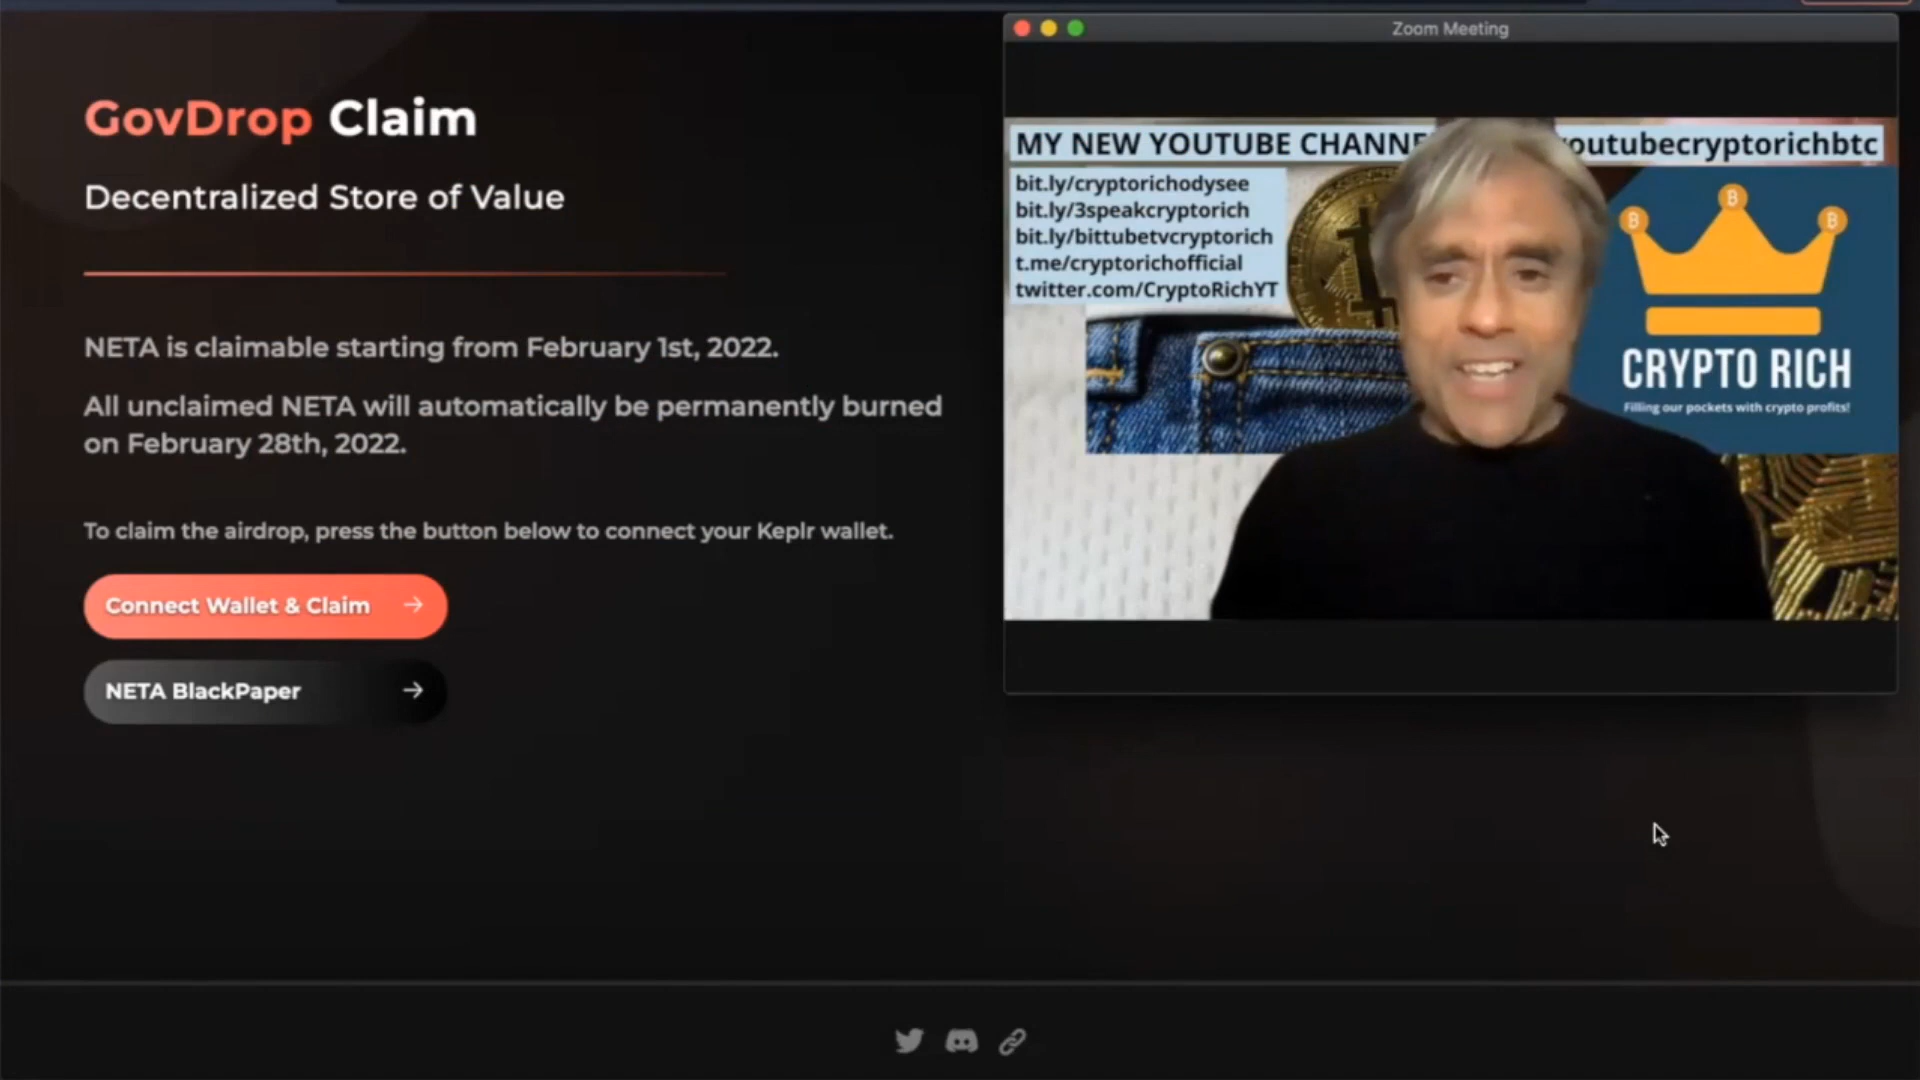 GovDrop Claim
Decentralized Store of Value
NETA is claimable starting from February 1st, 2022.
All unclaimed NETA will automatically be permanently burned
on February 28th, 2022.
To claim the airdrop, press the button below to connect your Keplr wallet.
Connect Wallet & Claim
NETA BlackPaper
Zoom Meeting
MY NEW YOUTUBE CHANNE outubecryptorichbtc
bit.ly/cryptorichodysee
bit.ly/3speakcryptorich
bit.ly/bittubetvcryptorich
t.me/cryptorichofficial
twitter.com/CryptoRichYT
CRYPTO RICH
Filling our pockets with crypto profits!